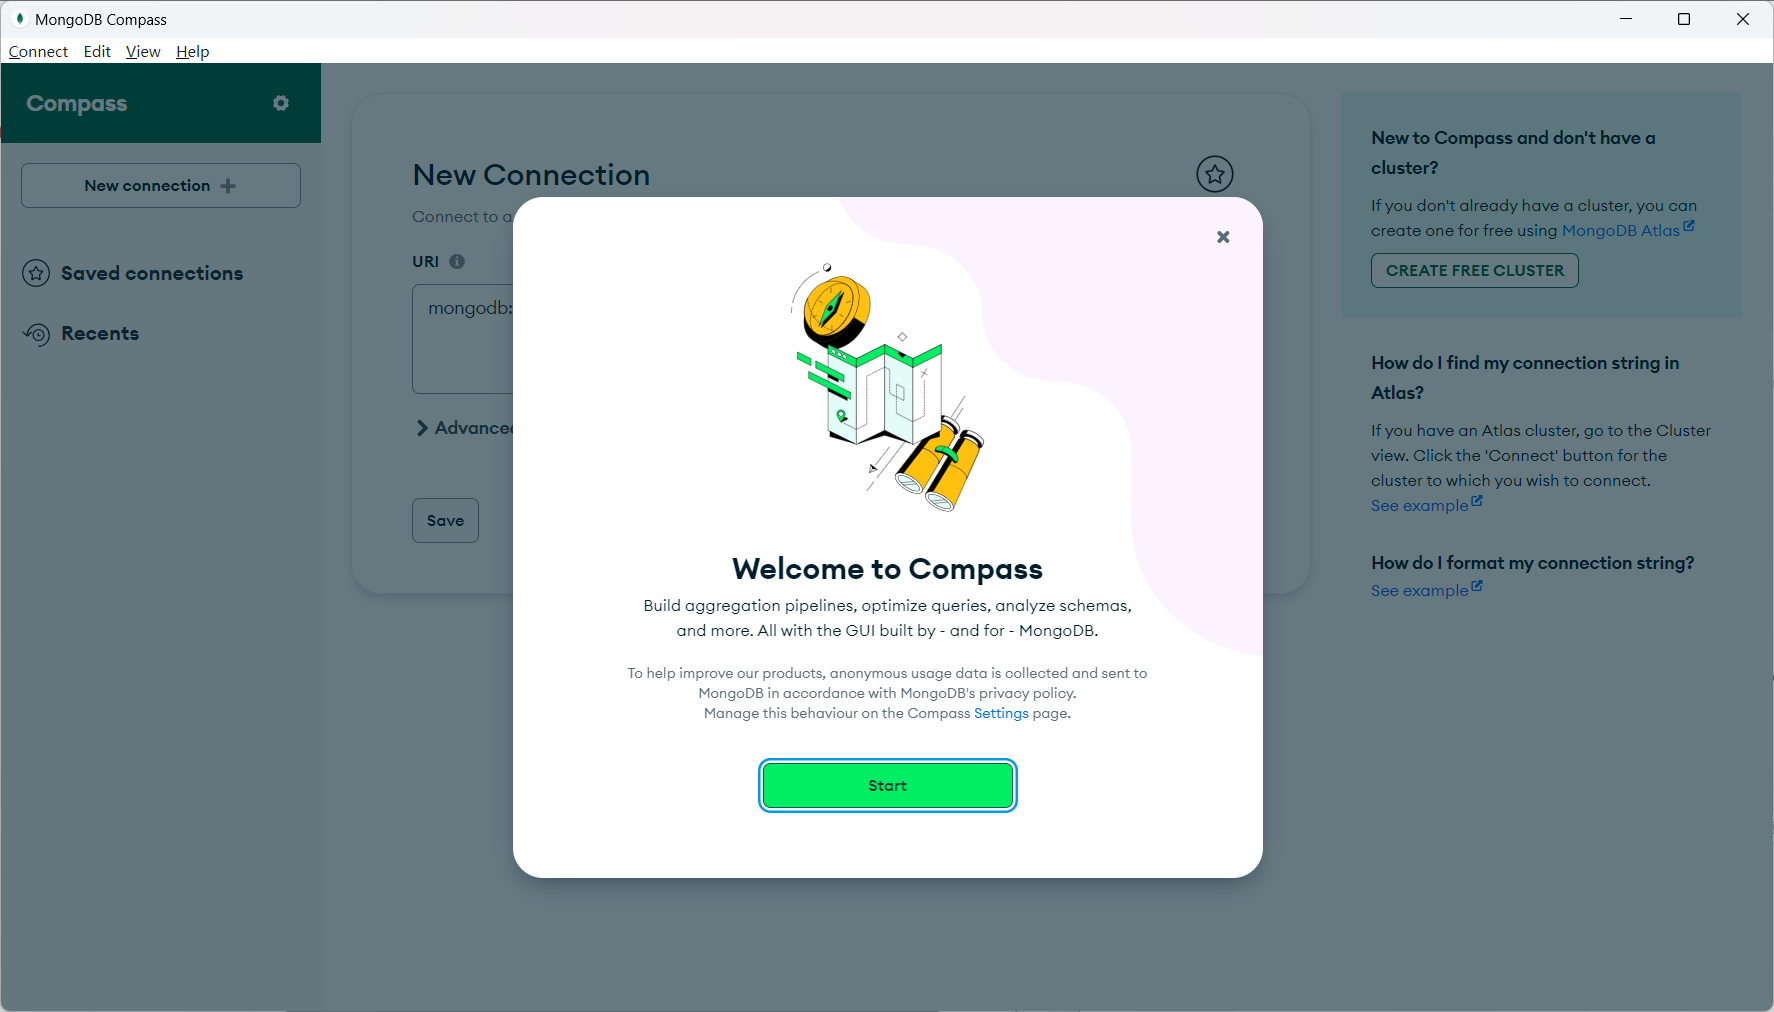 MongoDB Compass
Connect Edit View Help
Compass
New connection
Saved connections
Recents
New Connection
Connect to a
URI
mongodb:
Advanced
Save
Welcome to Compass
Build aggregation pipelines, optimize queries, analyze schemas,
and more. All with the GUI built by - and for - MongoDB.
To help improve our products, anonymous usage data is collected and sent to
MongoDB in accordance with MongoDB's privacy policy.
Manage this behaviour on the Compass Settings page.
Start
New to Compass and don't have a
cluster?
If you don't already have a cluster, you can
create one for free using MongoDB Atlas
CREATE FREE CLUSTER
How do I find my connection string in
Atlas?
If you have an Atlas cluster, go to the Cluster
view. Click the 'Connect' button for the
cluster to which you wish to connect.
See example
How do I format my connection string?
See example